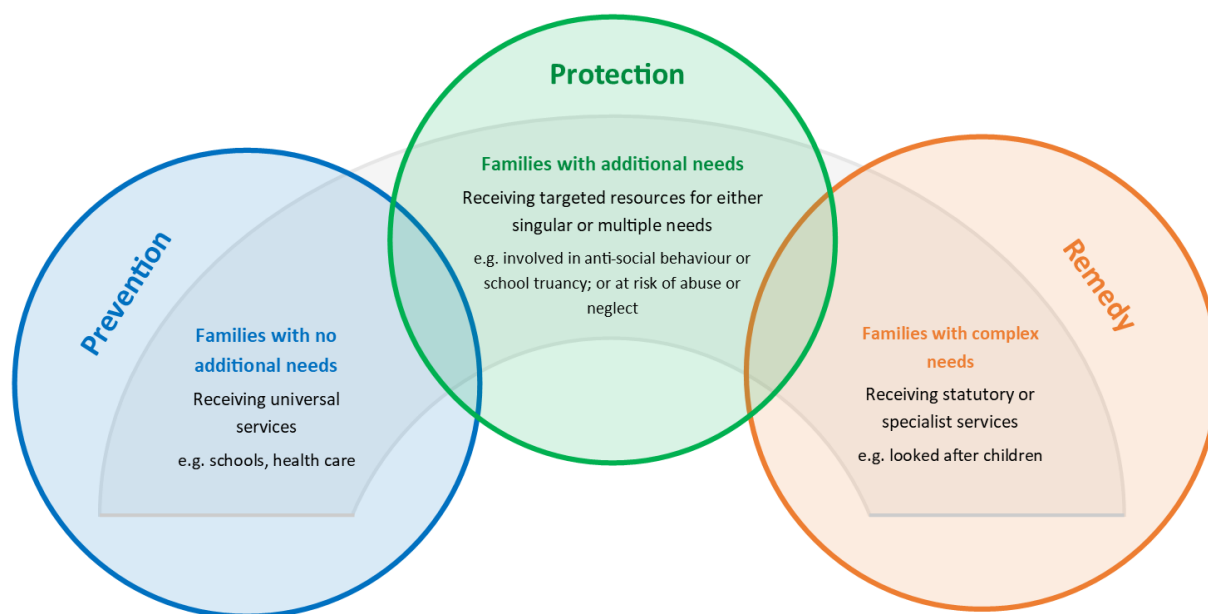 Prevention
Families with no
additional needs
Receiving universal
services
e.g. schools, health care
Protection
Families with additional needs
Receiving targeted resources for either
singular or multiple needs
e.g. involved in anti-social behaviour or
school truancy; or at risk of abuse or
neglect
Remedy
Families with complex
needs
Receiving statutory or
specialist services
e.g. looked after children